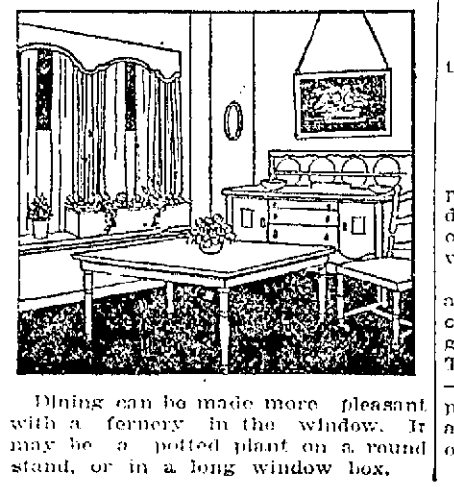 Dining can be made more pleasant
with a fernery in the window. It
may be a potted plant on a round
stand, or in a long window box.